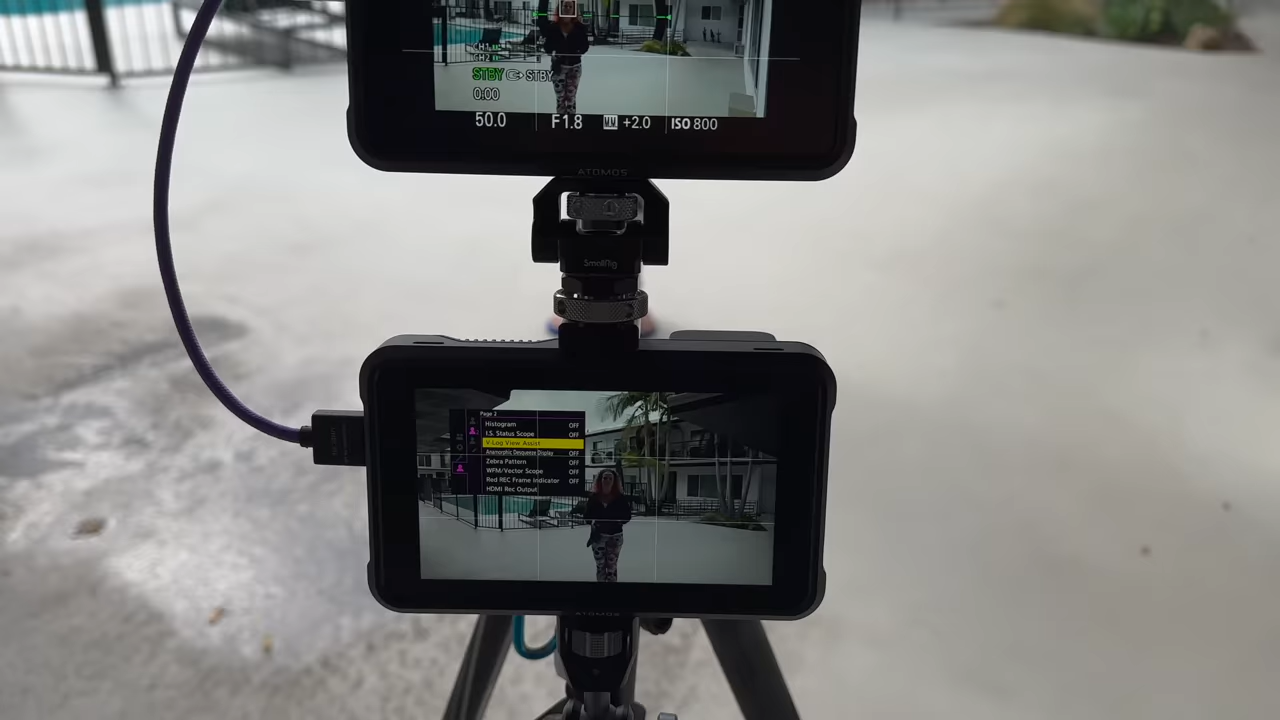 CH1
CH2
STBY STBY
0:00
50.0 F1.8 +2.0 ISO 800
ATOMOS
SmallRig
Page 2
Histogram OFF
I.S. Status Scope OFF
V-Log View Assist
Anamorphic Desqueeze Display OFF
Zebra Pattern OFF
WFM/Vector Scope OFF
Red REC Frame Indicator OFF
HDMI Rec Output
ATOMOS